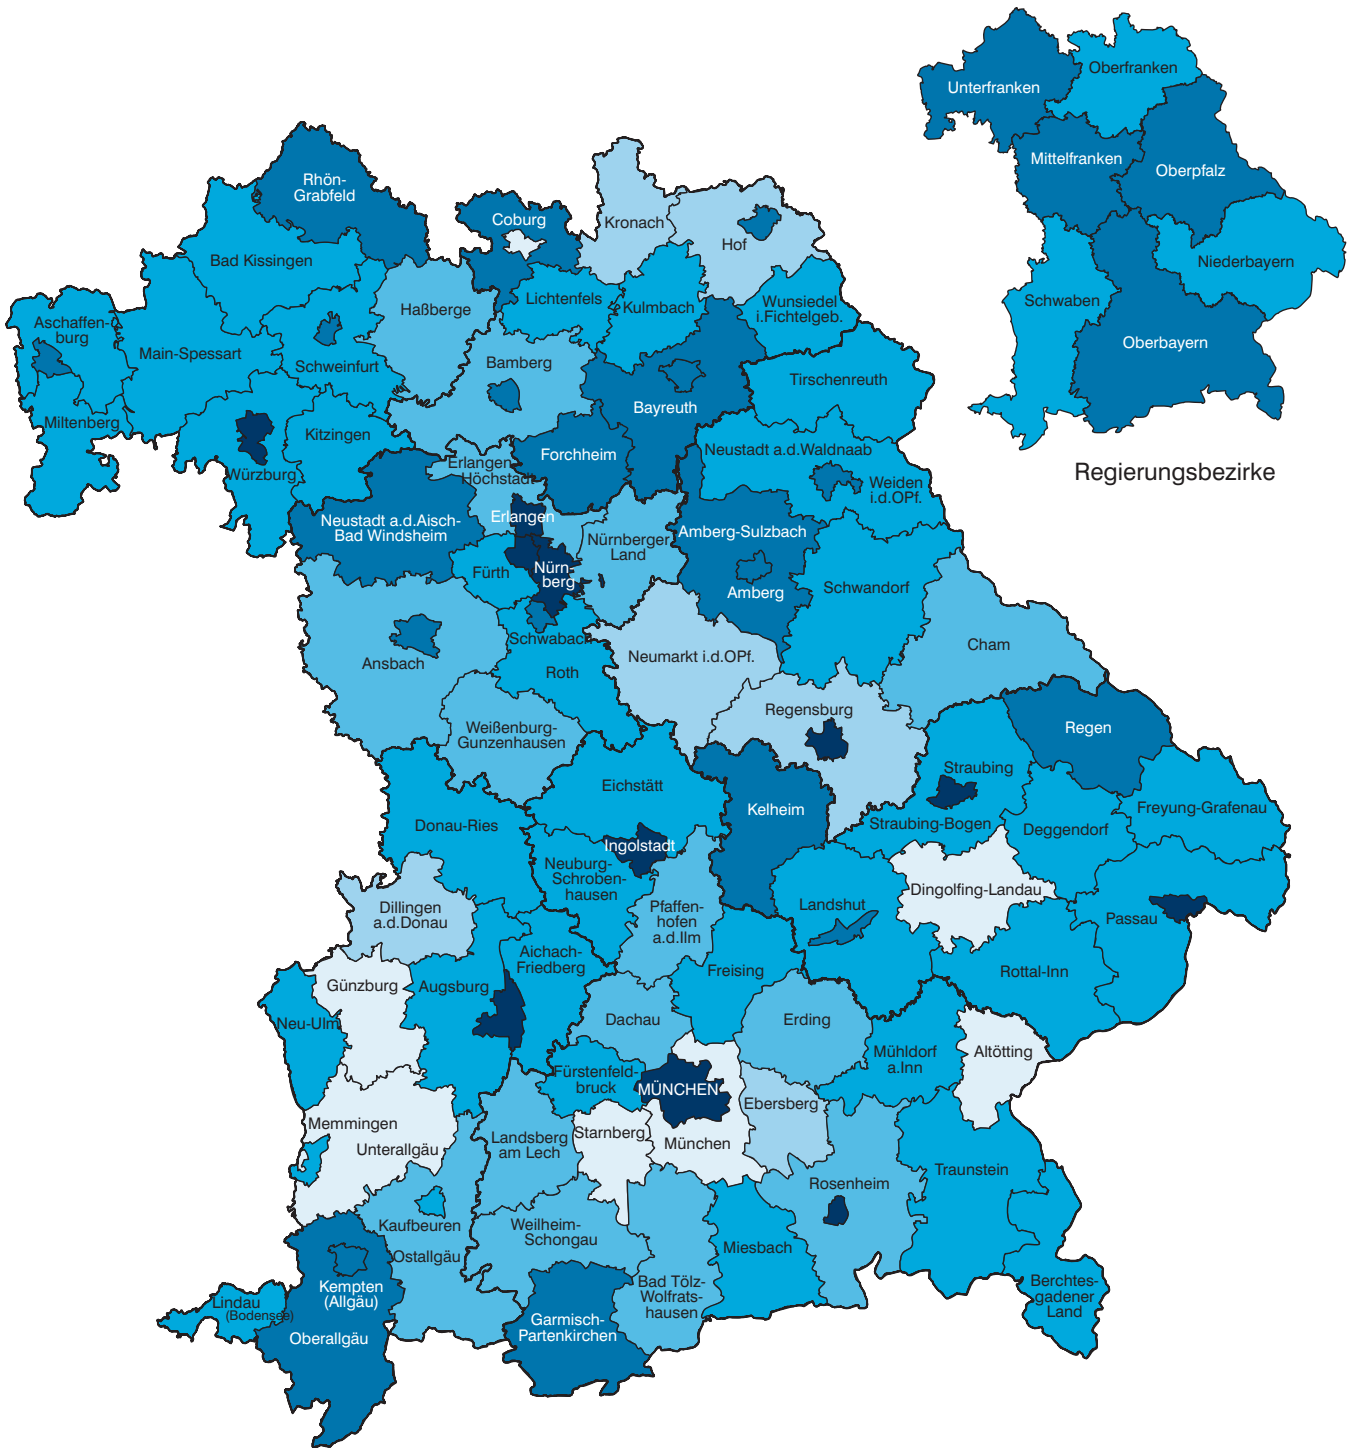 Oberfranken
Unterfranken
Mittelfranken
Oberpfalz
Niederbayern
Schwaben
Oberbayern
Regierungsbezirke
Rhön-
Grabfeld
Coburg
Kronach
Hof
Bad Kissingen
Lichtenfels
Haßberge
Kulmbach
Wunsiedel
i.Fichtelgeb.
Aschaffen-
burg
Main-Spessart
Schweinfurt
Bamberg
Tirschenreuth
Bayreuth
Miltenberg
Kitzingen
Würzburg
Forchheim
Neustadt a.d.Waldnaab
Weiden
i.d.OPf.
Erlangen-
Höchstadt
Erlangen
Neustadt a.d.Aisch-
Bad Windsheim
Nürnberger
Land
Amberg-Sulzbach
Fürth
Nürn-
berg
Amberg
Schwandorf
Schwabach
Roth
Ansbach
Neumarkt i.d.OPf.
Cham
Regensburg
Weißenburg-
Gunzenhausen
Regen
Straubing
Eichstätt
Kelheim
Freyung-Grafenau
Donau-Ries
Straubing-Bogen
Deggendorf
Ingolstadt
Neuburg-
Schroben-
hausen
Dingolfing-Landau
Dillingen
a.d.Donau
Pfaffen-
hofen
a.d.Ilm
Landshut
Passau
Aichach-
Friedberg
Freising
Rottal-Inn
Günzburg
Augsburg
Neu-Ulm
Dachau
Erding
Mühldorf
a.Inn
Altötting
Fürstenfeld-
bruck
MÜNCHEN
Ebersberg
Memmingen
Unterallgäu
Landsberg
am Lech
Starnberg
München
Rosenheim
Traunstein
Kaufbeuren
Ostallgäu
Weilheim-
Schongau
Miesbach
Bad Tölz-
Wolfrats-
hausen
Berchtes-
gadener
Land
Kempten
(Allgäu)
Lindau
(Bodensee)
Oberallgäu
Garmisch-
Partenkirchen